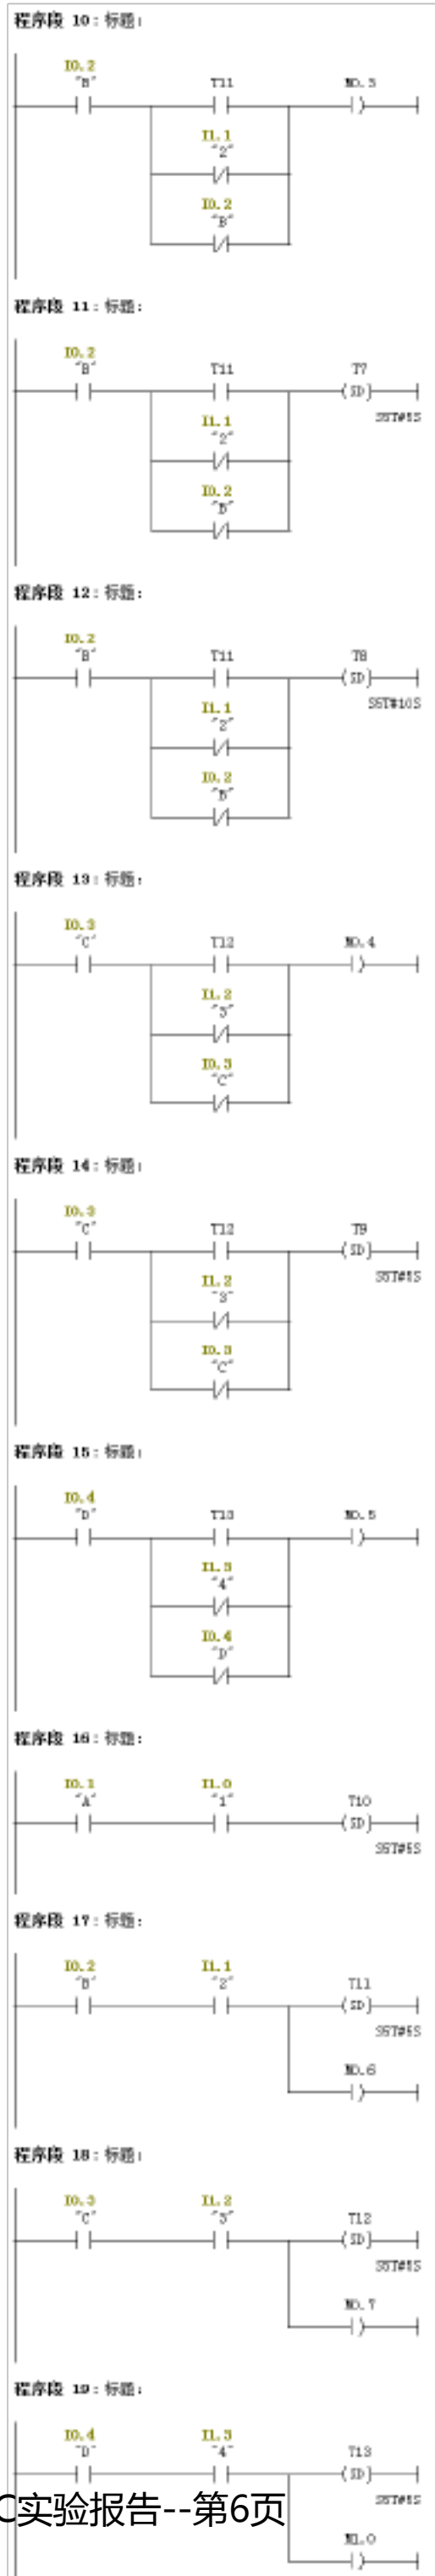 程序段 10：标题：
I0.2
"B" T11 M0.3
I1.1
"2"
I0.2
"B"
程序段 11：标题：
I0.2
"B" T11 T7
SD
S5T#5S
I1.1
"2"
I0.2
"B"
程序段 12：标题：
I0.2
"B" T11 T8
SD
S5T#10S
I1.1
"2"
I0.2
"B"
程序段 13：标题：
I0.3
"C" T12 M0.4
I1.2
"3"
I0.3
"C"
程序段 14：标题：
I0.3
"C" T12 T9
SD
S5T#5S
I1.2
"3"
I0.3
"C"
程序段 15：标题：
I0.4
"D" T13 M0.5
I1.3
"4"
I0.4
"D"
程序段 16：标题：
I0.1 I1.0
"A" "1" T10
SD
S5T#5S
程序段 17：标题：
I0.2 I1.1
"B" "2" T11
SD
S5T#5S
M0.6
程序段 18：标题：
I0.3 I1.2
"C" "3" T12
SD
S5T#5S
M0.7
程序段 19：标题：
I0.4 I1.3
"D" "4" T13
SD
S5T#5S
C实验报告--第6页
M1.0